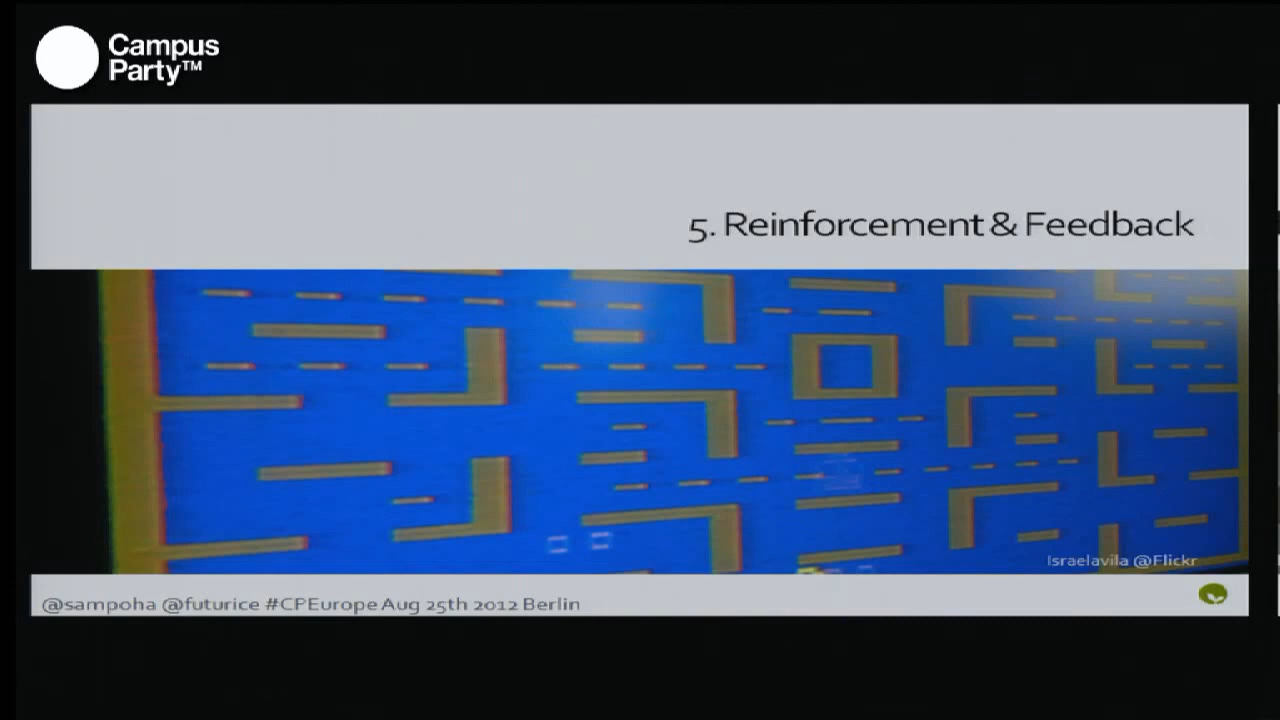 Campus
Party™
5. Reinforcement & Feedback
Israelavila @Flickr
@sampoha @futurice #CPEurope Aug 25th 2012 Berlin